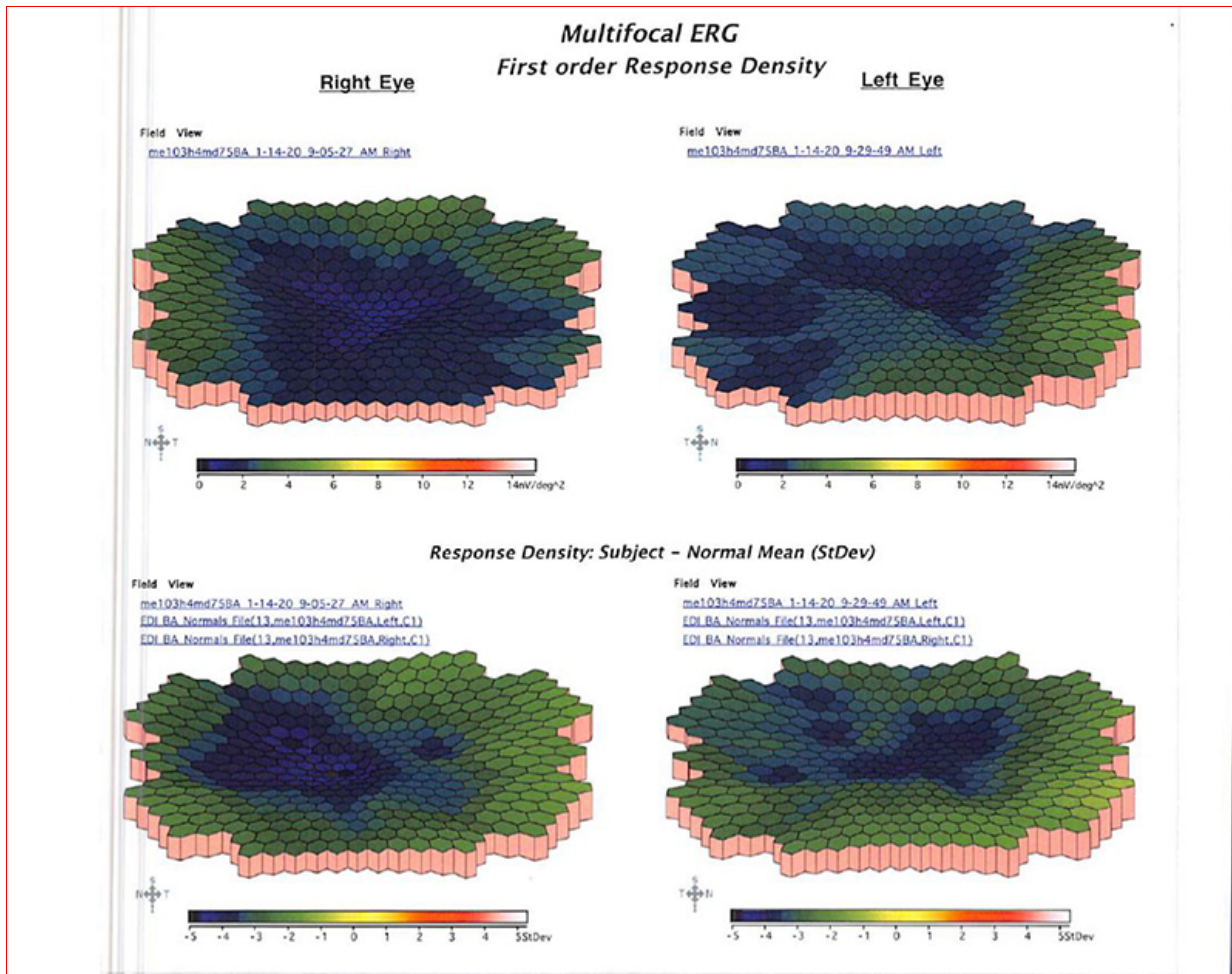 Multifocal ERG
First order Response Density
Right Eye
Left Eye
Field View
me103h4md75BA 1-14-20 9-05-27 AM Right
Field View
me103h4md75BA 1-14-20 9-29-49 AM Left
S
N T
I
0 2 4 6 8 10 12 14nV/deg^2
S
T N
I
0 2 4 6 8 10 12 14nV/deg^2
Response Density: Subject - Normal Mean (StDev)
Field View
me103h4md75BA 1-14-20 9-05-27 AM Right
EDI BA Normals File(13,me103h4md75BA,Left,C1)
EDI BA Normals File(13,me103h4md75BA,Right,C1)
Field View
me103h4md75BA 1-14-20 9-29-49 AM Left
EDI BA Normals File(13,me103h4md75BA,Left,C1)
EDI BA Normals File(13,me103h4md75BA,Right,C1)
S
N T
I
-5 -4 -3 -2 -1 0 1 2 3 4 5StDev
S
T N
I
-5 -4 -3 -2 -1 0 1 2 3 4 5StDev